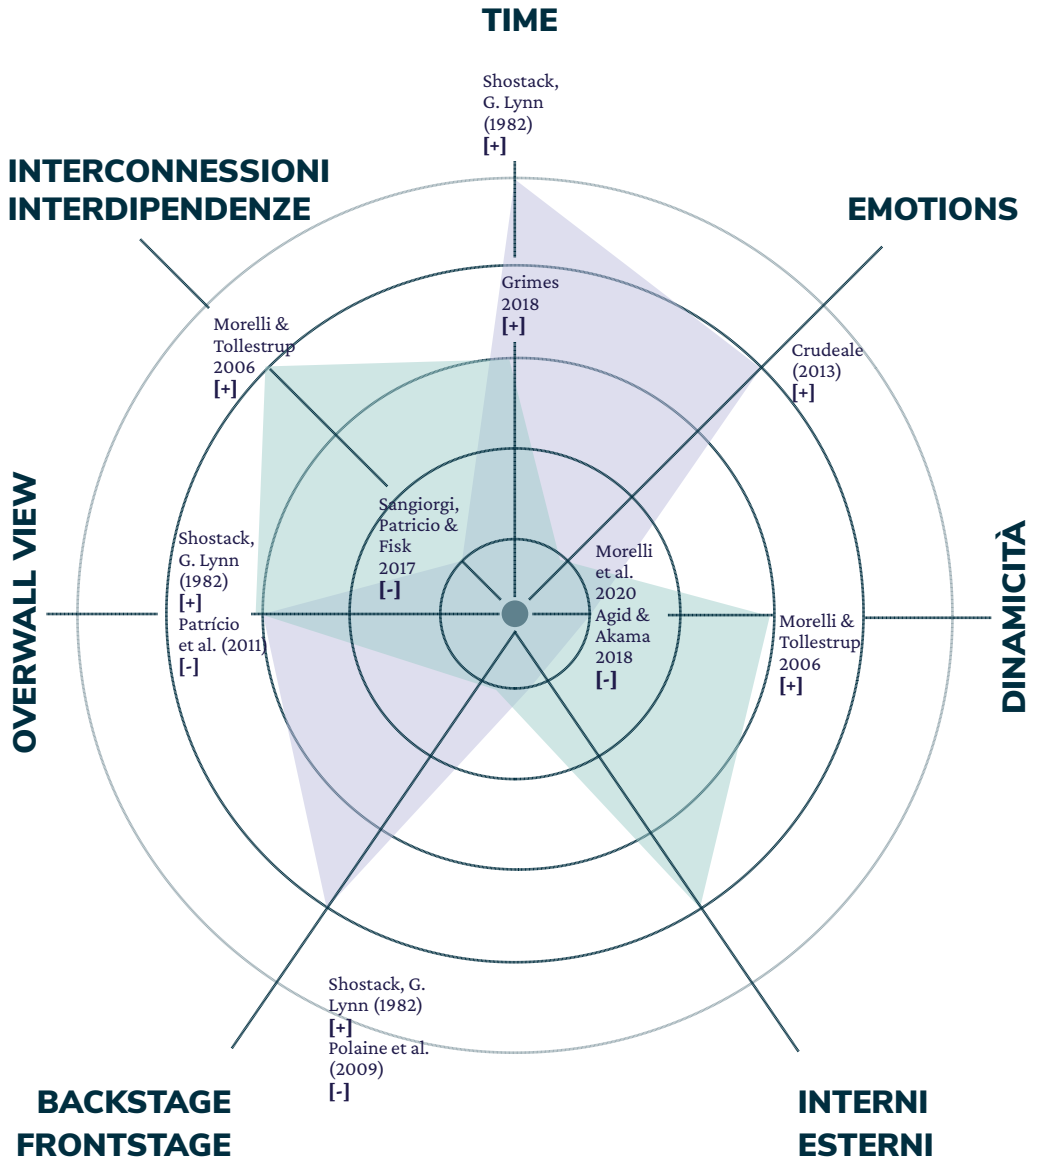 TIME
Shostack,
G. Lynn
(1982)
[+]
INTERCONNESSIONI
INTERDIPENDENZE
EMOTIONS
Grimes
2018
[+]
Morelli &
Tollestrup
2006
[+]
Crudeale
(2013)
[+]
OVERWALL VIEW
Sangiorgi,
Patricio &
Fisk
2017
[-]
Shostack,
G. Lynn
(1982)
[+]
Patrício
et al. (2011)
[-]
Morelli
et al.
2020
Agid &
Akama
2018
[-]
Morelli &
Tollestrup
2006
[+]
DINAMICITÀ
Shostack, G.
Lynn (1982)
[+]
Polaine et al.
(2009)
[-]
BACKSTAGE
FRONTSTAGE
INTERNI
ESTERNI